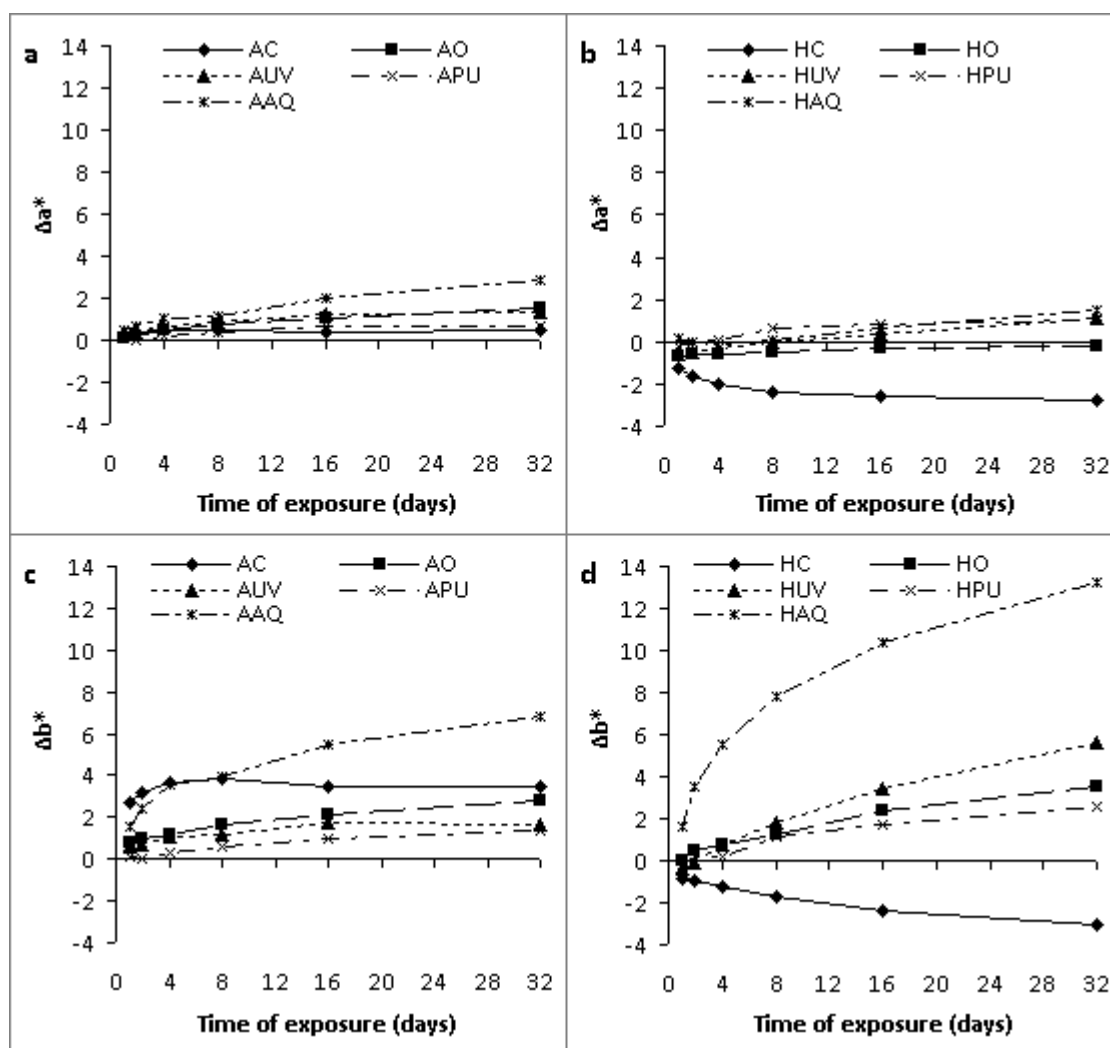 a
AC AO
AUV APU
AAQ
14
12
10
8
6
4
2
0
-2
-4
Δa*
0 4 8 12 16 20 24 28 32
Time of exposure (days)
b
HC HO
HUV HPU
HAQ
14
12
10
8
6
4
2
0
-2
-4
Δa*
0 4 8 12 16 20 24 28 32
Time of exposure (days)
c
AC AO
AUV APU
AAQ
14
12
10
8
6
4
2
0
-2
-4
Δb*
0 4 8 12 16 20 24 28 32
Time of exposure (days)
d
HC HO
HUV HPU
HAQ
14
12
10
8
6
4
2
0
-2
-4
Δb*
0 4 8 12 16 20 24 28 32
Time of exposure (days)